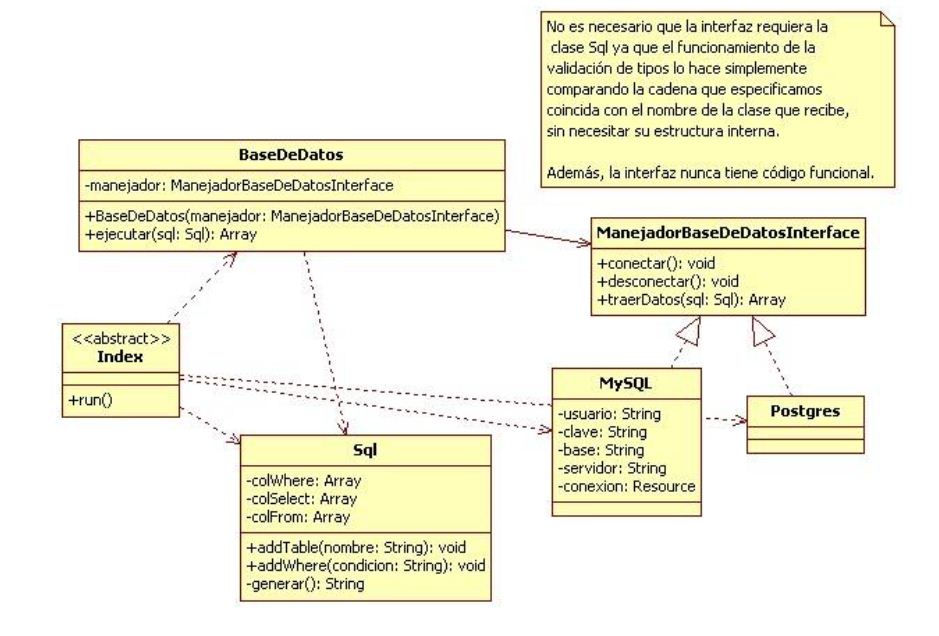 No es necesario que la interfaz requiera la
clase Sql ya que el funcionamiento de la
validación de tipos lo hace simplemente
comparando la cadena que especificamos
coincida con el nombre de la clase que recibe,
sin necesitar su estructura interna.
Además, la interfaz nunca tiene código funcional.
BaseDeDatos
-manejador: ManejadorBaseDeDatosInterface
+BaseDeDatos(manejador: ManejadorBaseDeDatosInterface)
+ejecutar(sql: Sql): Array
ManejadorBaseDeDatosInterface
+conectar(): void
+desconectar(): void
+traerDatos(sql: Sql): Array
<<abstract>>
Index
+run()
MySQL
-usuario: String
-clave: String
-base: String
-servidor: String
-conexion: Resource
Postgres
Sql
-colWhere: Array
-colSelect: Array
-colFrom: Array
+addTable(nombre: String): void
+addWhere(condicion: String): void
-generar(): String